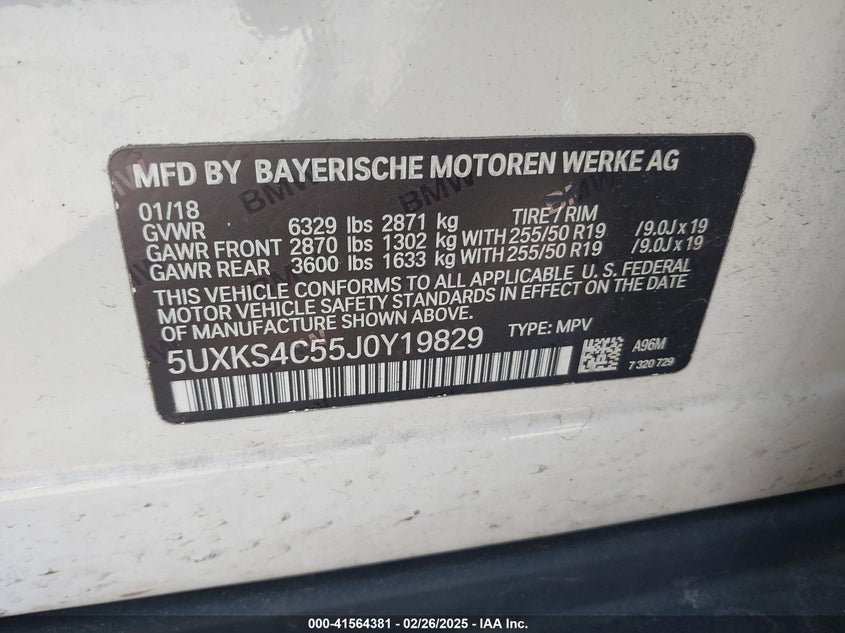 MFD BY BAYERISCHE MOTOREN WERKE AG
01/18 TIRE / RIM
GVWR 6329 lbs 2871 kg
GAWR FRONT 2870 lbs 1302 kg WITH 255/50 R19 /9.0J x 19
GAWR REAR 3600 lbs 1633 kg WITH 255/50 R19 /9.0J x 19
THIS VEHICLE CONFORMS TO ALL APPLICABLE U. S. FEDERAL
MOTOR VEHICLE SAFETY STANDARDS IN EFFECT ON THE DATE
OF MANUFACTURE SHOWN ABOVE.
TYPE: MPV
5UXKS4C55J0Y19829
A96M
7 320 729
BMW
BMW
000-41564381 - 02/26/2025 - IAA Inc.